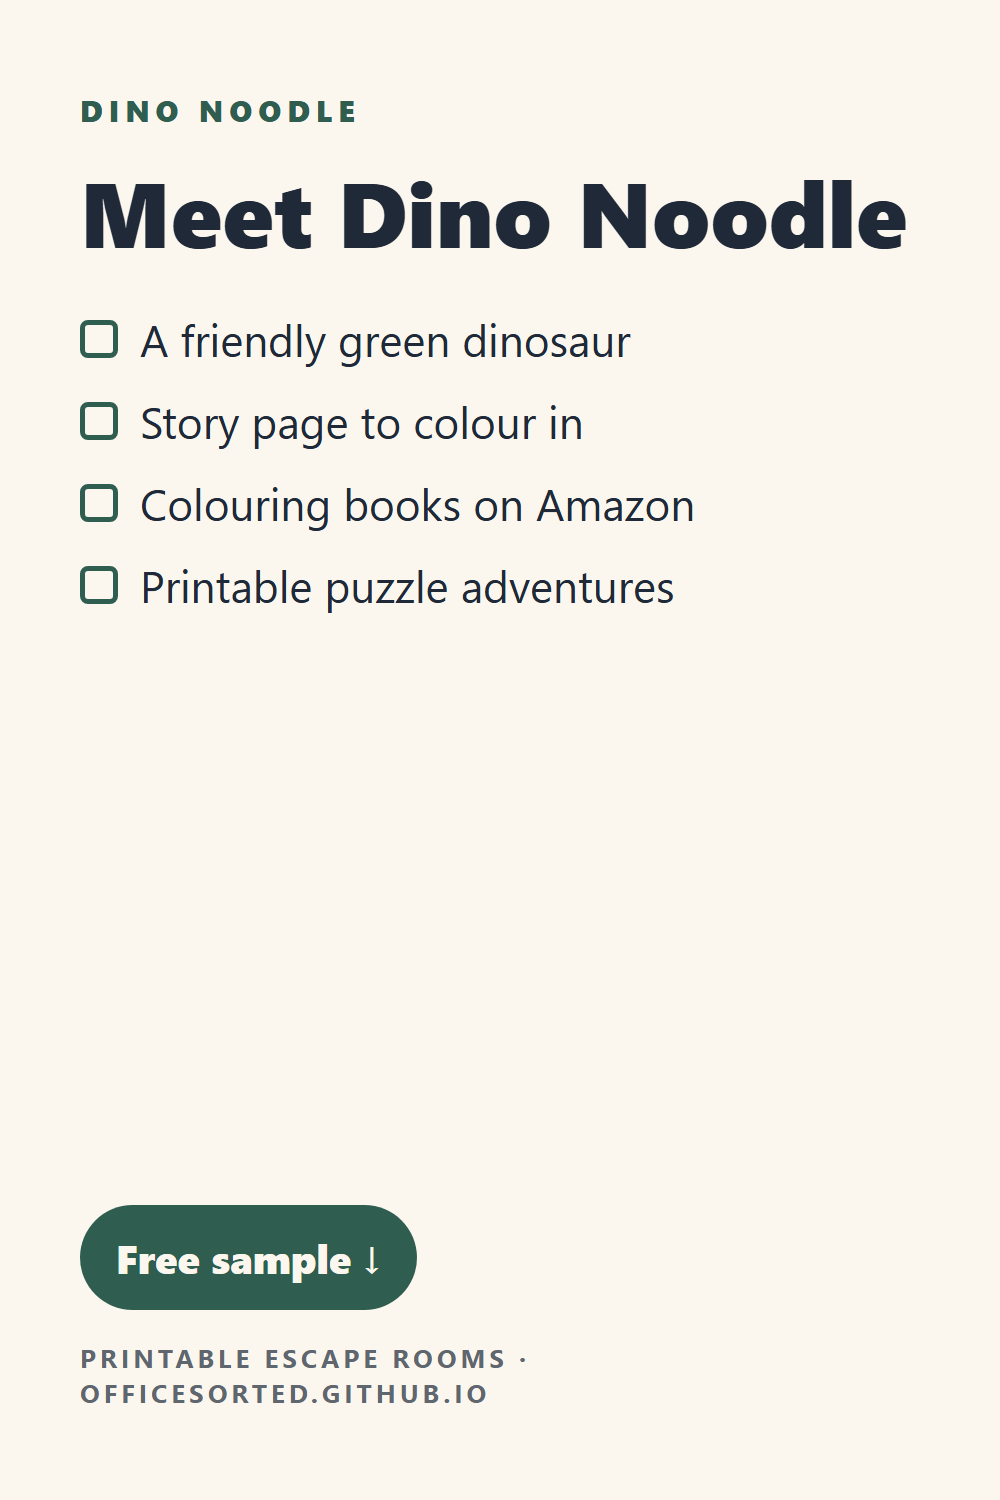 DINO NOODLE
Meet Dino Noodle
A friendly green dinosaur
Story page to colour in
Colouring books on Amazon
Printable puzzle adventures
Free sample ↓
PRINTABLE ESCAPE ROOMS ·
OFFICESORTED.GITHUB.IO